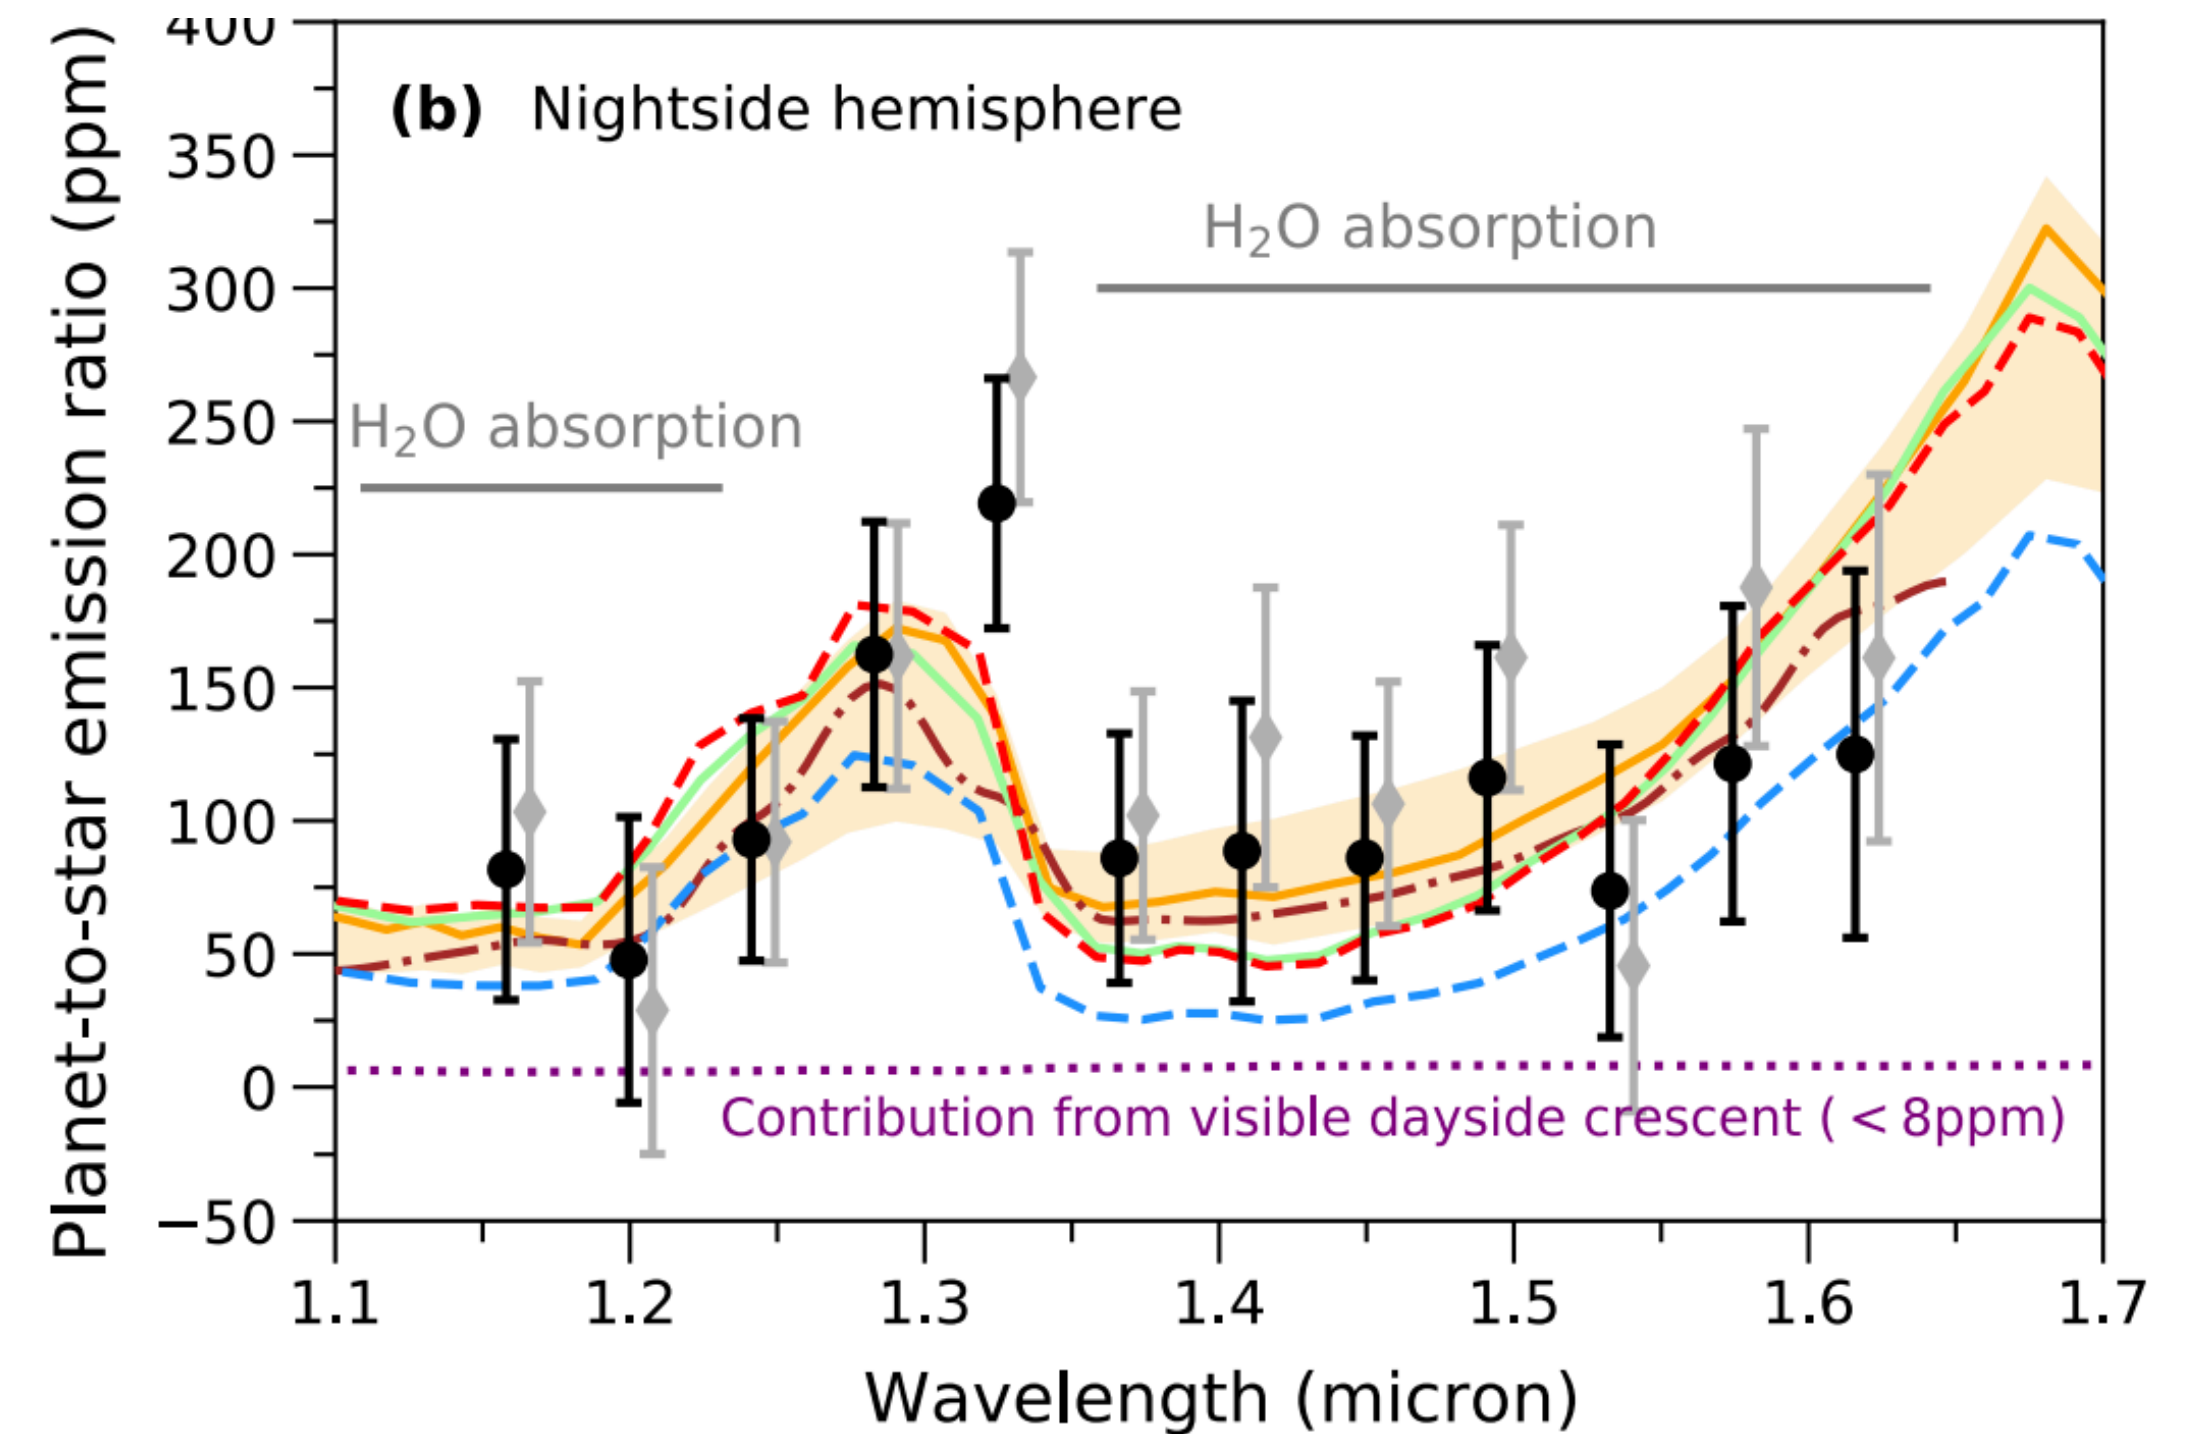 Planet-to-star emission ratio (ppm)
400
350
300
250
200
150
100
50
0
−50
(b) Nightside hemisphere
H₂O absorption
H₂O absorption
Contribution from visible dayside crescent ( < 8ppm)
1.1 1.2 1.3 1.4 1.5 1.6 1.7
Wavelength (micron)